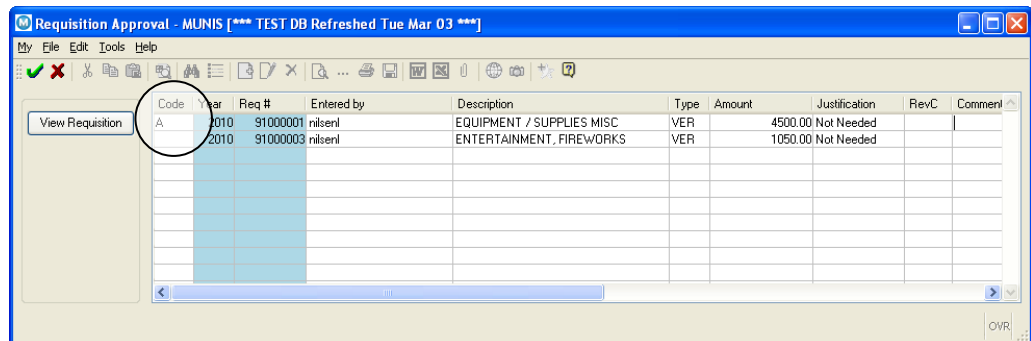 Requisition Approval - MUNIS [*** TEST DB Refreshed Tue Mar 03 ***]
My File Edit Tools Help
Code Year Req # Entered by Description Type Amount Justification RevC Comment
View Requisition A 2010 91000001 nilsenl EQUIPMENT / SUPPLIES MISC VER 4500.00 Not Needed
2010 91000003 nilsenl ENTERTAINMENT, FIREWORKS VER 1050.00 Not Needed
OVR